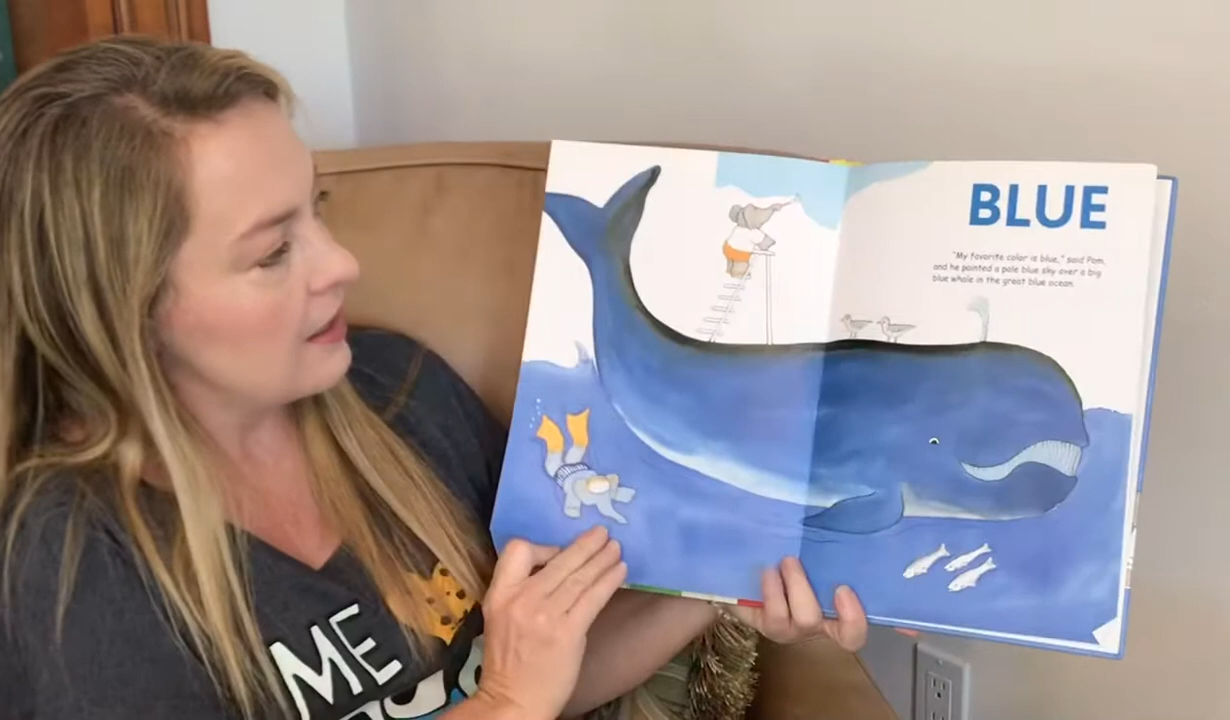 BLUE
"My favorite color is blue," said Pom,
and he painted a pale blue sky over a big
blue whale in the great blue ocean.
ME